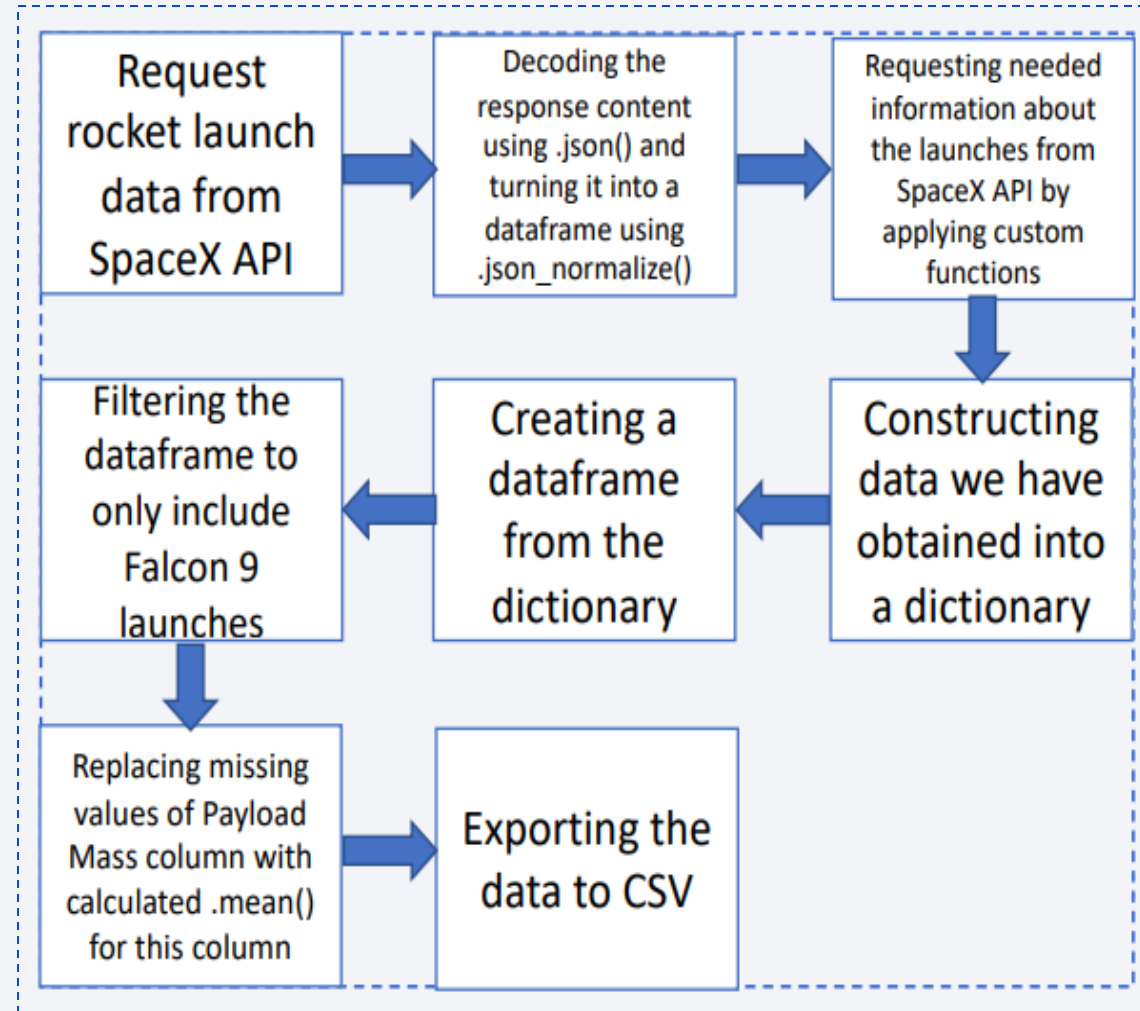 Request
rocket launch
data from
SpaceX API
Decoding the
response content
using .json() and
turning it into a
dataframe using
.json_normalize()
Requesting needed
information about
the launches from
SpaceX API by
applying custom
functions
Constructing
data we have
obtained into
a dictionary
Creating a
dataframe
from the
dictionary
Filtering the
dataframe to
only include
Falcon 9
launches
Replacing missing
values of Payload
Mass column with
calculated .mean()
for this column
Exporting the
data to CSV